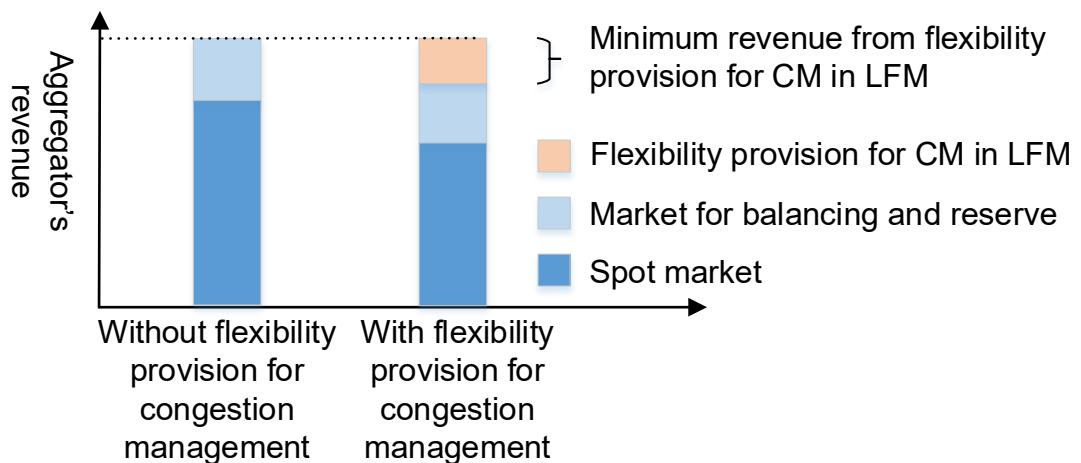 Aggregator’s
revenue
Minimum revenue from flexibility
provision for CM in LFM
Flexibility provision for CM in LFM
Market for balancing and reserve
Spot market
Without flexibility
provision for
congestion
management
With flexibility
provision for
congestion
management